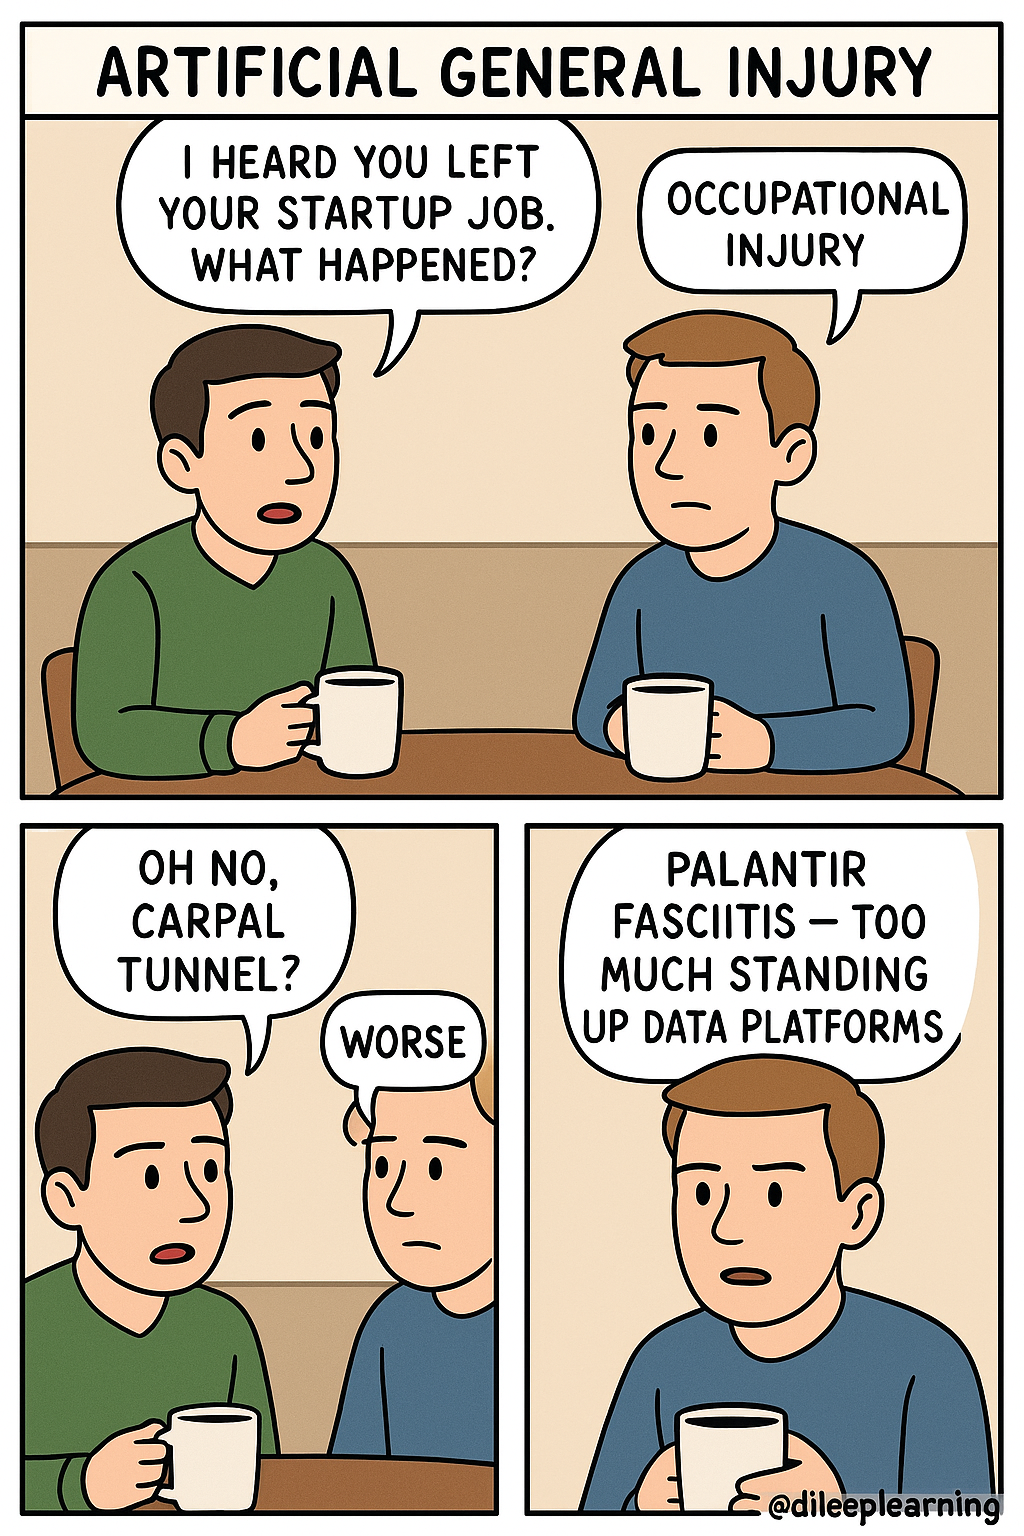 ARTIFICIAL GENERAL INJURY
I HEARD YOU LEFT
YOUR STARTUP JOB.
WHAT HAPPENED?
OCCUPATIONAL
INJURY
OH NO,
CARPAL
TUNNEL?
WORSE
PALANTIR
FASCIITIS – TOO
MUCH STANDING
UP DATA PLATFORMS
@dileeplearning